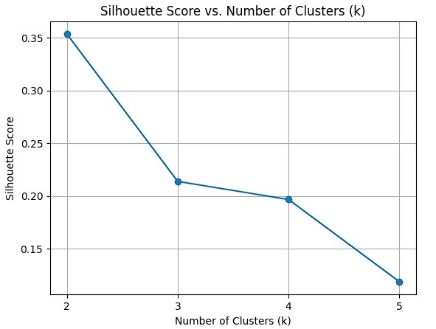 Silhouette Score vs. Number of Clusters (k)
Silhouette Score
0.35
0.30
0.25
0.20
0.15
2 3 4 5
Number of Clusters (k)